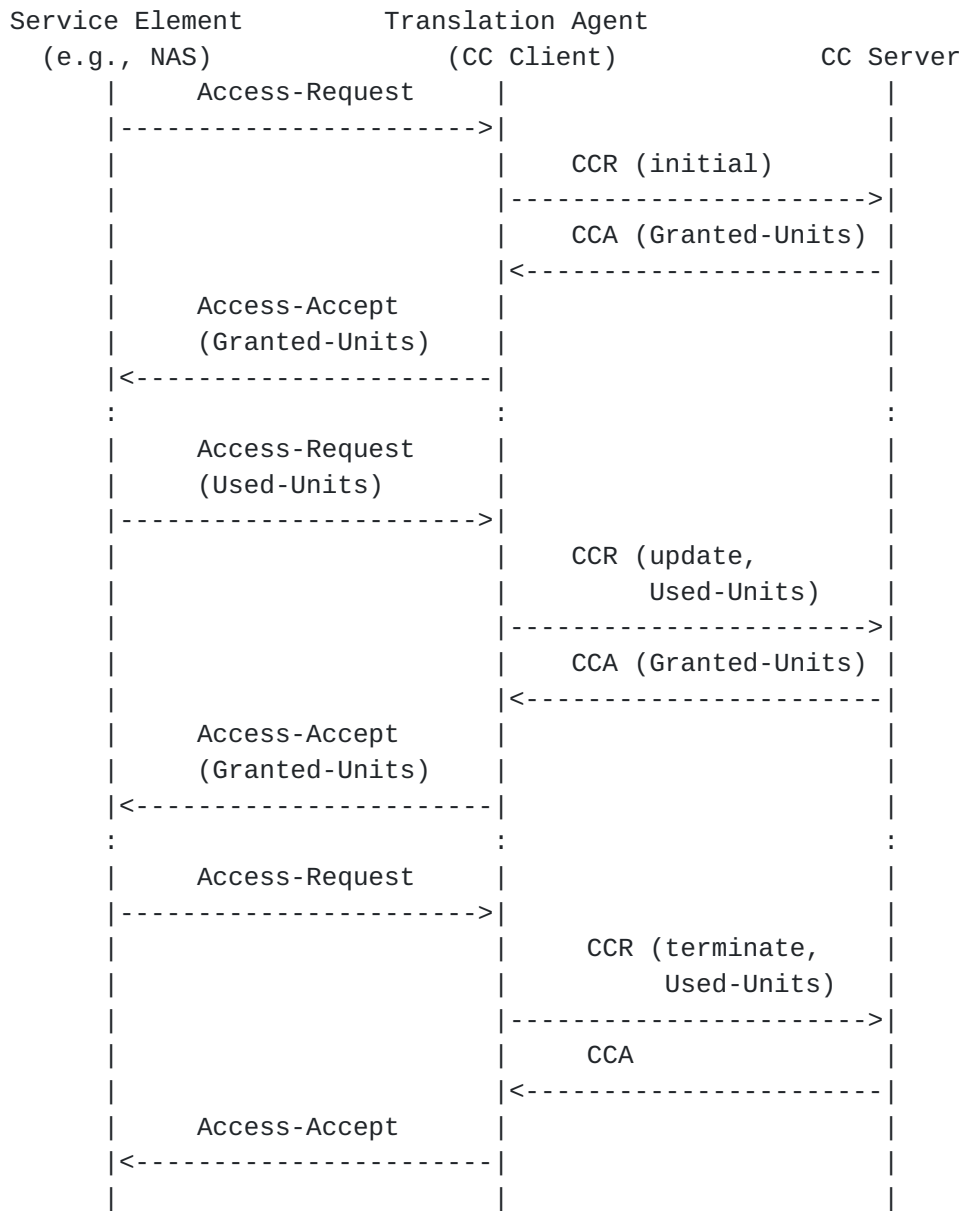 Service Element Translation Agent
(e.g., NAS) (CC Client) CC Server
Access-Request
CCR (initial)
CCA (Granted-Units)
Access-Accept
(Granted-Units)
Access-Request
(Used-Units)
CCR (update,
Used-Units)
CCA (Granted-Units)
Access-Accept
(Granted-Units)
Access-Request
CCR (terminate,
Used-Units)
CCA
Access-Accept